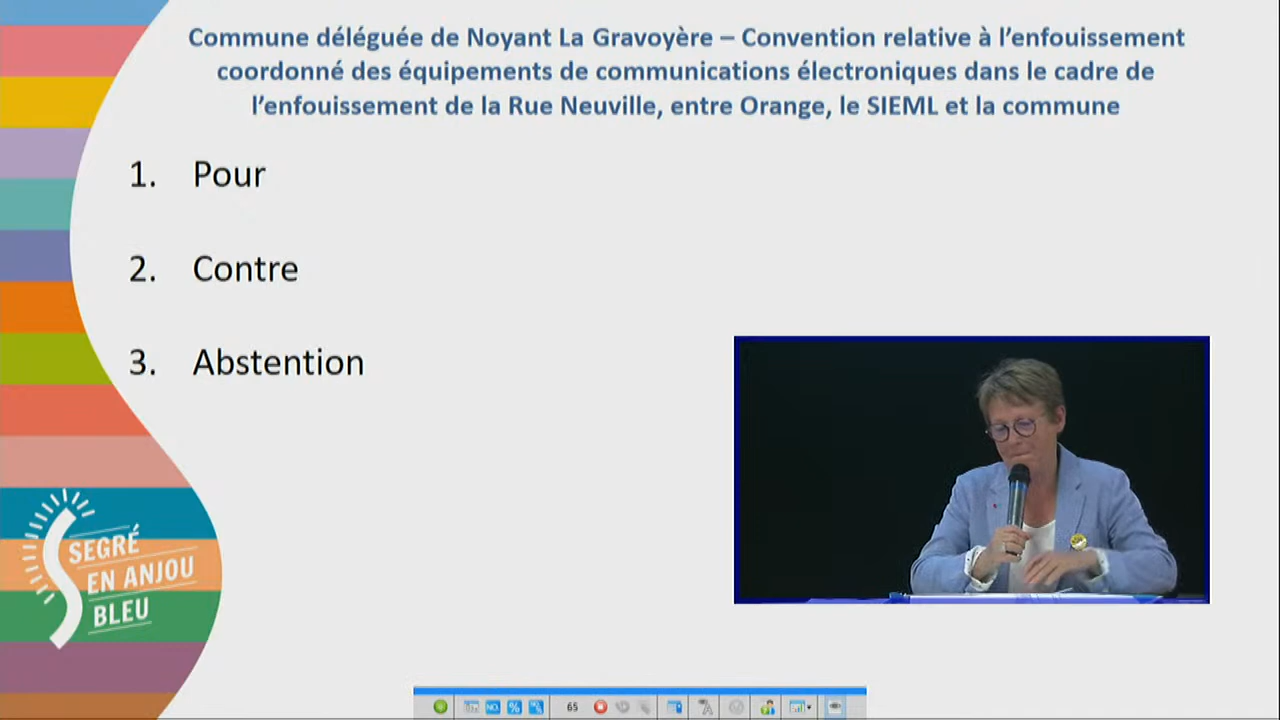 Commune déléguée de Noyant La Gravoyère – Convention relative à l’enfouissement
coordonné des équipements de communications électroniques dans le cadre de
l’enfouissement de la Rue Neuville, entre Orange, le SIEML et la commune
1. Pour
2. Contre
3. Abstention
SEGRÉ
EN ANJOU
BLEU
65